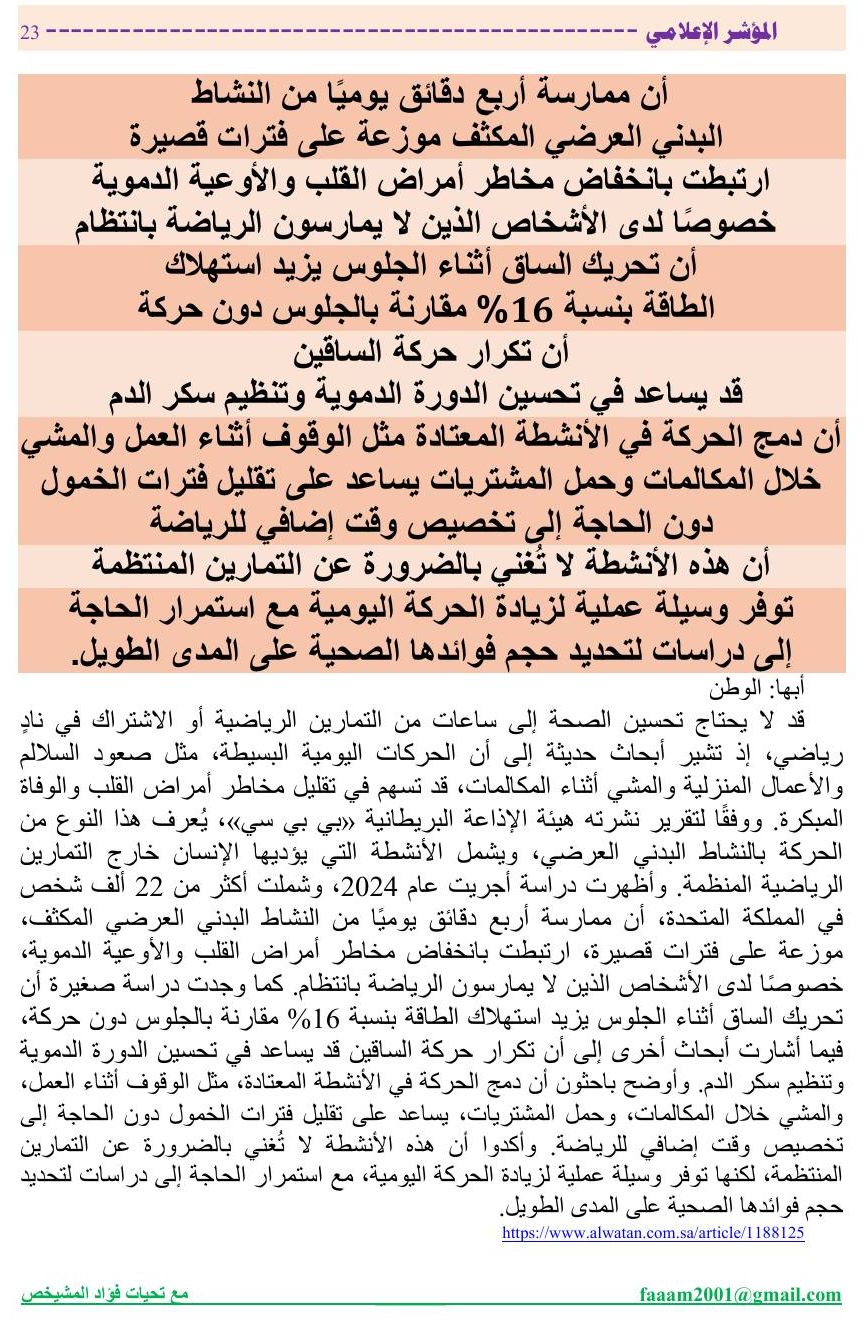 المؤشر الإعلامي ------------------------------------------------ 23
أن ممارسة أربع دقائق يوميًا من النشاط
البدني العرضي المكثف موزعة على فترات قصيرة
ارتبطت بانخفاض مخاطر أمراض القلب والأوعية الدموية
خصوصًا لدى الأشخاص الذين لا يمارسون الرياضة بانتظام
أن تحريك الساق أثناء الجلوس يزيد استهلاك
الطاقة بنسبة 16% مقارنة بالجلوس دون حركة
أن تكرار حركة الساقين
قد يساعد في تحسين الدورة الدموية وتنظيم سكر الدم
أن دمج الحركة في الأنشطة المعتادة مثل الوقوف أثناء العمل والمشي
خلال المكالمات وحمل المشتريات يساعد على تقليل فترات الخمول
دون الحاجة إلى تخصيص وقت إضافي للرياضة
أن هذه الأنشطة لا تُغني بالضرورة عن التمارين المنتظمة
توفر وسيلة عملية لزيادة الحركة اليومية مع استمرار الحاجة
إلى دراسات لتحديد حجم فوائدها الصحية على المدى الطويل.
أبها: الوطن
قد لا يحتاج تحسين الصحة إلى ساعات من التمارين الرياضية أو الاشتراك في نادٍ
رياضي، إذ تشير أبحاث حديثة إلى أن الحركات اليومية البسيطة، مثل صعود السلالم
والأعمال المنزلية والمشي أثناء المكالمات، قد تسهم في تقليل مخاطر أمراض القلب والوفاة
المبكرة. ووفقًا لتقرير نشرته هيئة الإذاعة البريطانية «بي بي سي»، يُعرف هذا النوع من
الحركة بالنشاط البدني العرضي، ويشمل الأنشطة التي يؤديها الإنسان خارج التمارين
الرياضية المنظمة. وأظهرت دراسة أجريت عام 2024، وشملت أكثر من 22 ألف شخص
في المملكة المتحدة، أن ممارسة أربع دقائق يوميًا من النشاط البدني العرضي المكثف،
موزعة على فترات قصيرة، ارتبطت بانخفاض مخاطر أمراض القلب والأوعية الدموية،
خصوصًا لدى الأشخاص الذين لا يمارسون الرياضة بانتظام. كما وجدت دراسة صغيرة أن
تحريك الساق أثناء الجلوس يزيد استهلاك الطاقة بنسبة 16% مقارنة بالجلوس دون حركة،
فيما أشارت أبحاث أخرى إلى أن تكرار حركة الساقين قد يساعد في تحسين الدورة الدموية
وتنظيم سكر الدم. وأوضح باحثون أن دمج الحركة في الأنشطة المعتادة، مثل الوقوف أثناء العمل،
والمشي خلال المكالمات، وحمل المشتريات، يساعد على تقليل فترات الخمول دون الحاجة إلى
تخصيص وقت إضافي للرياضة. وأكدوا أن هذه الأنشطة لا تُغني بالضرورة عن التمارين
المنتظمة، لكنها توفر وسيلة عملية لزيادة الحركة اليومية، مع استمرار الحاجة إلى دراسات لتحديد
حجم فوائدها الصحية على المدى الطويل.
https://www.alwatan.com.sa/article/1188125
faaam2001@gmail.com مع تحيات فؤاد المشيخص